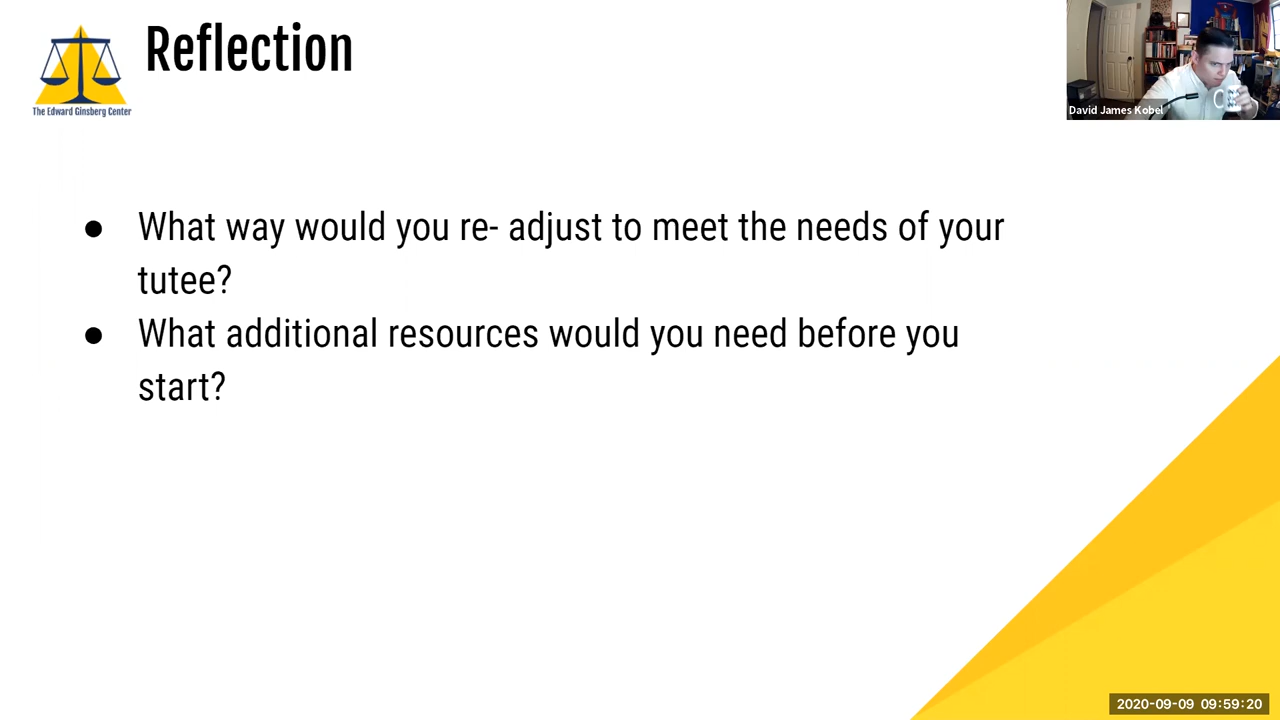 Reflection
The Edward Ginsberg Center
David James Kobel
● What way would you re- adjust to meet the needs of your
tutee?
● What additional resources would you need before you
start?
2020-09-09 09:59:20